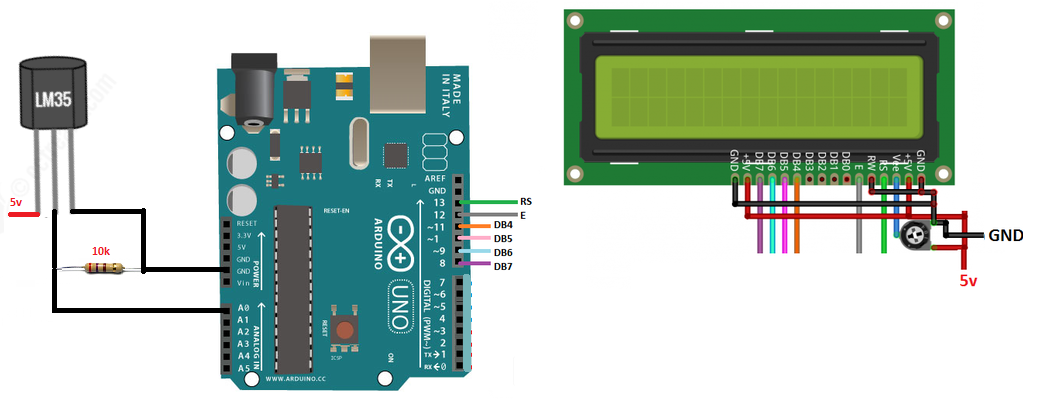 LM35
5v
10k
MADE
IN ITALY
RESET-EN
RX
TX
L
ARDUINO
UNO
RESET
3.3V
5V
GND
GND
Vin
POWER
A0
A1
A2
A3
A4
A5
ANALOG IN
AREF
GND
13
12
~11
~1
~9
8
7
~6
~5
4
~3
2
TX→1
RX←0
DIGITAL (PWM~)
RESET
ICSP
ON
WWW.ARDUINO.CC
RS
E
DB4
DB5
DB6
DB7
GND
+5V
DB7
DB6
DB5
DB4
DB3
DB2
DB1
DB0
E
RW
RS
Vee
+5V
GND
GND
5v